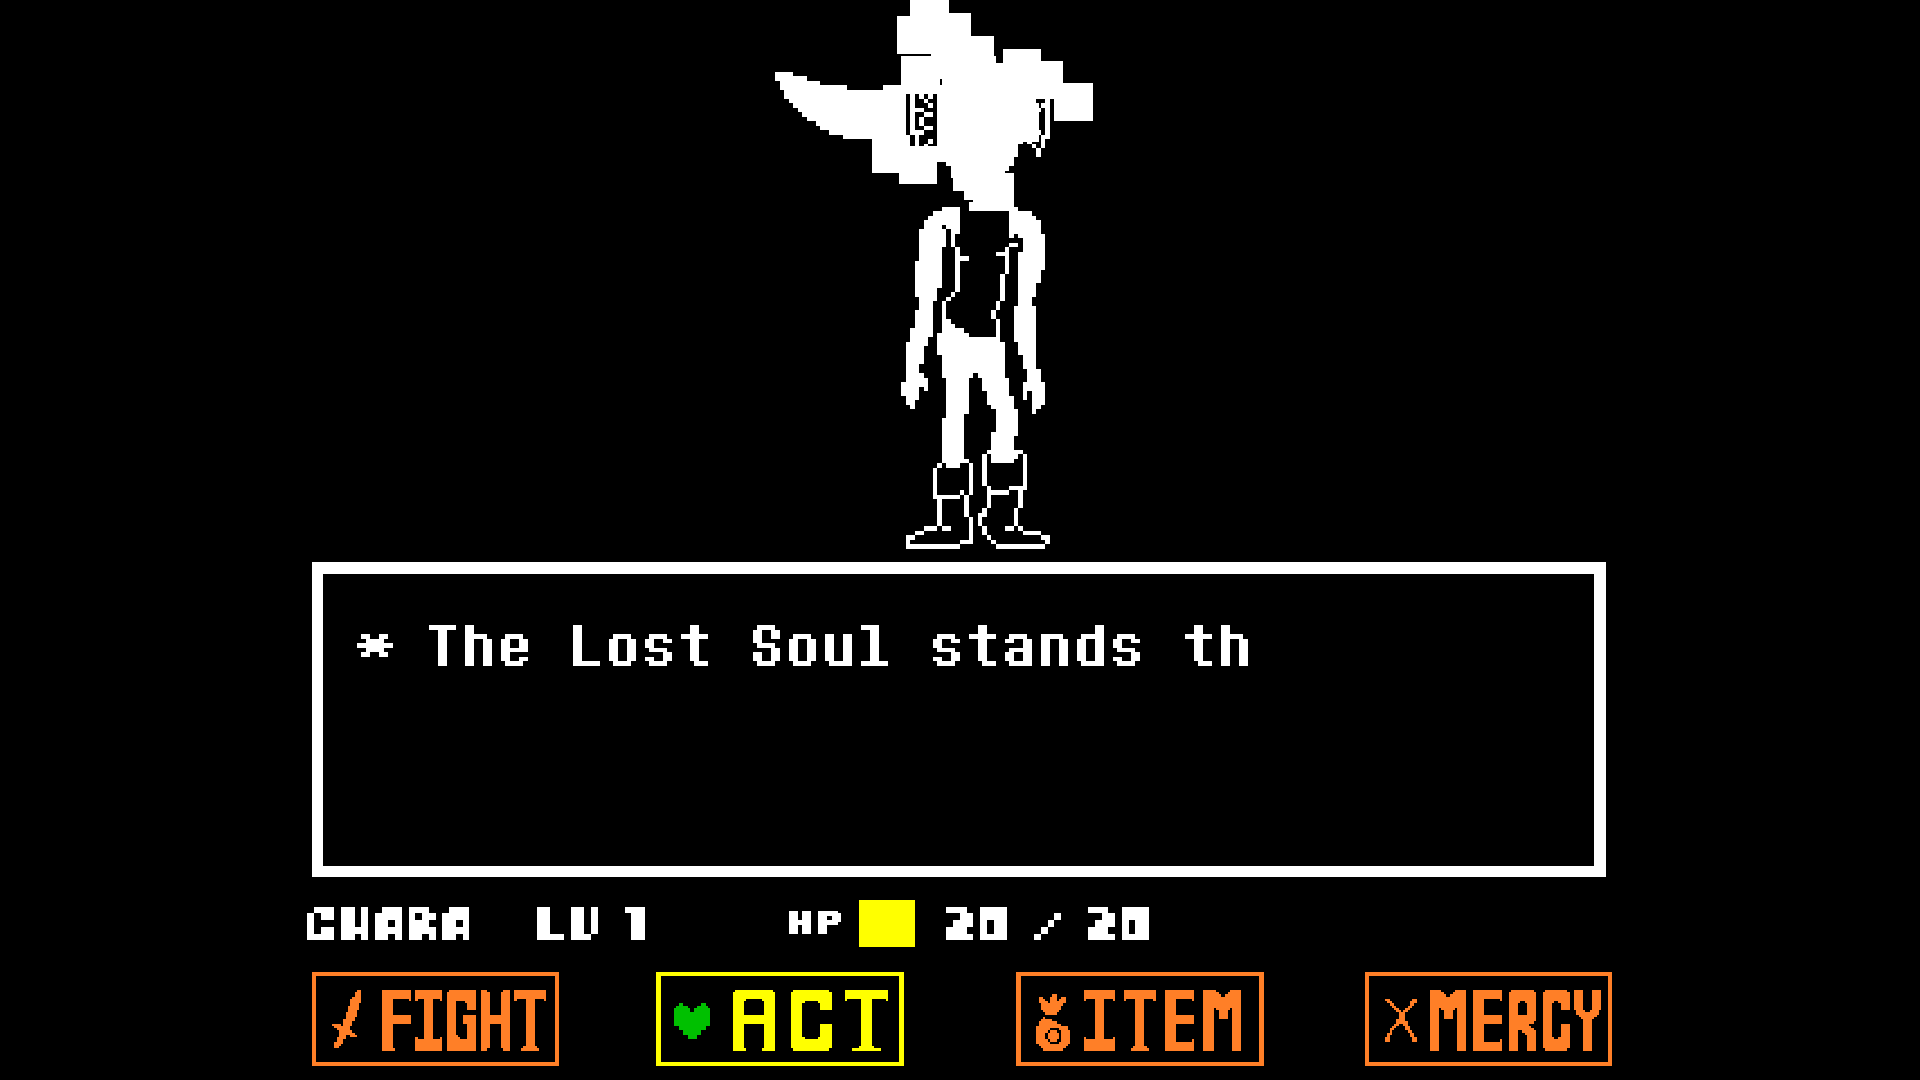 * The Lost Soul stands th
CHARA LV 1 HP 20 / 20
FIGHT ACT ITEM MERCY